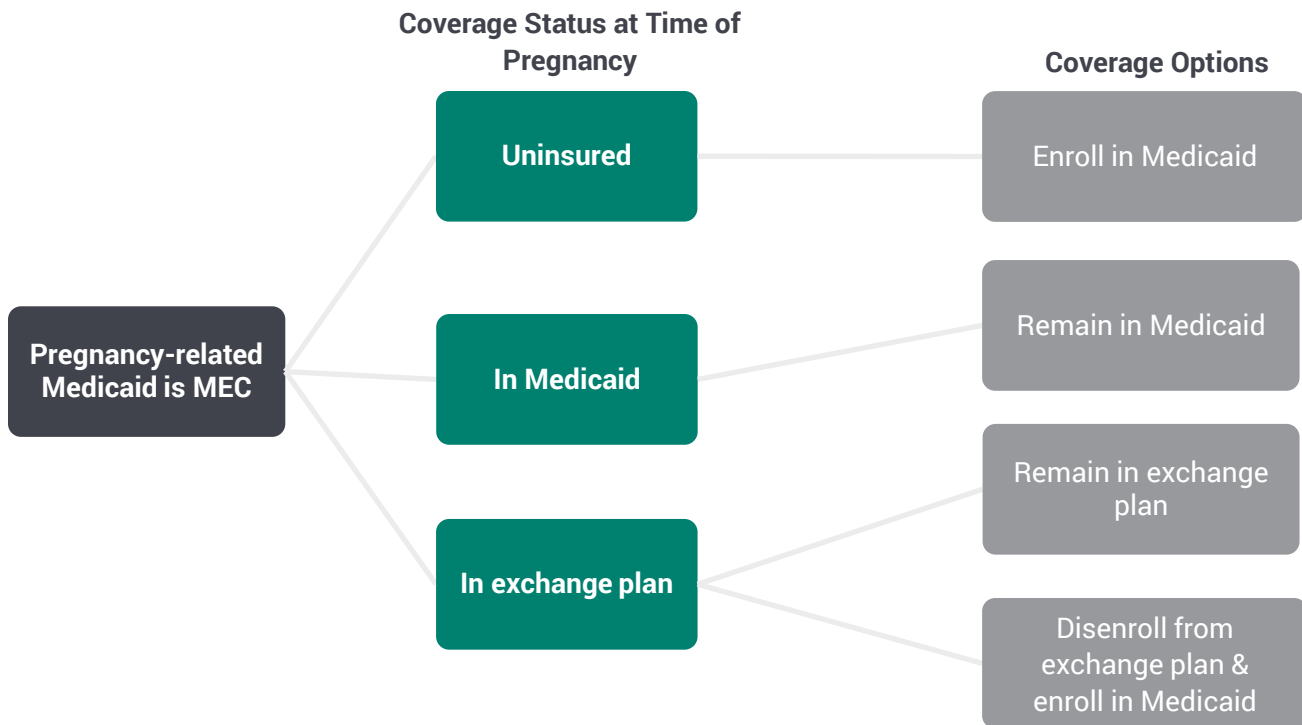 Coverage Status at Time of
Pregnancy
Coverage Options
Uninsured
Enroll in Medicaid
Pregnancy-related
Medicaid is MEC
In Medicaid
Remain in Medicaid
In exchange plan
Remain in exchange
plan
Disenroll from
exchange plan &
enroll in Medicaid